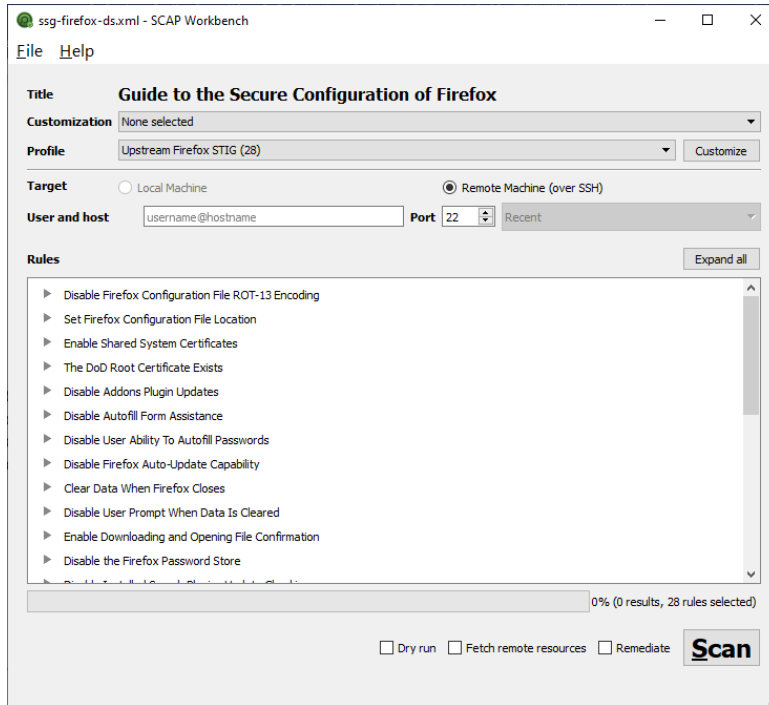 ssg-firefox-ds.xml - SCAP Workbench
File Help
Title Guide to the Secure Configuration of Firefox
Customization None selected
Profile Upstream Firefox STIG (28) Customize
Target Local Machine Remote Machine (over SSH)
User and host username@hostname Port 22 Recent
Rules Expand all
Disable Firefox Configuration File ROT-13 Encoding
Set Firefox Configuration File Location
Enable Shared System Certificates
The DoD Root Certificate Exists
Disable Addons Plugin Updates
Disable Autofill Form Assistance
Disable User Ability To Autofill Passwords
Disable Firefox Auto-Update Capability
Clear Data When Firefox Closes
Disable User Prompt When Data Is Cleared
Enable Downloading and Opening File Confirmation
Disable the Firefox Password Store
0% (0 results, 28 rules selected)
Dry run Fetch remote resources Remediate Scan